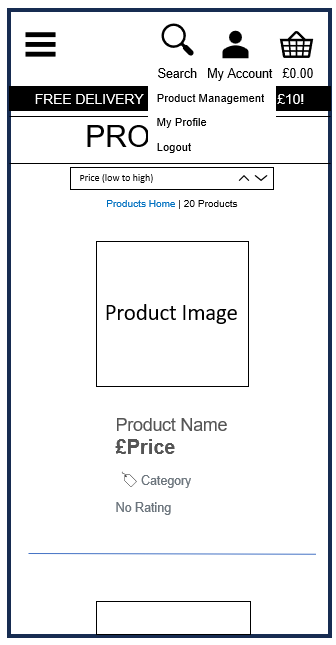 Search My Account £0.00
FREE DELIVERY £10!
Product Management
My Profile
Logout
PRO
Price (low to high)
Products Home | 20 Products
Product Image
Product Name
£Price
Category
No Rating